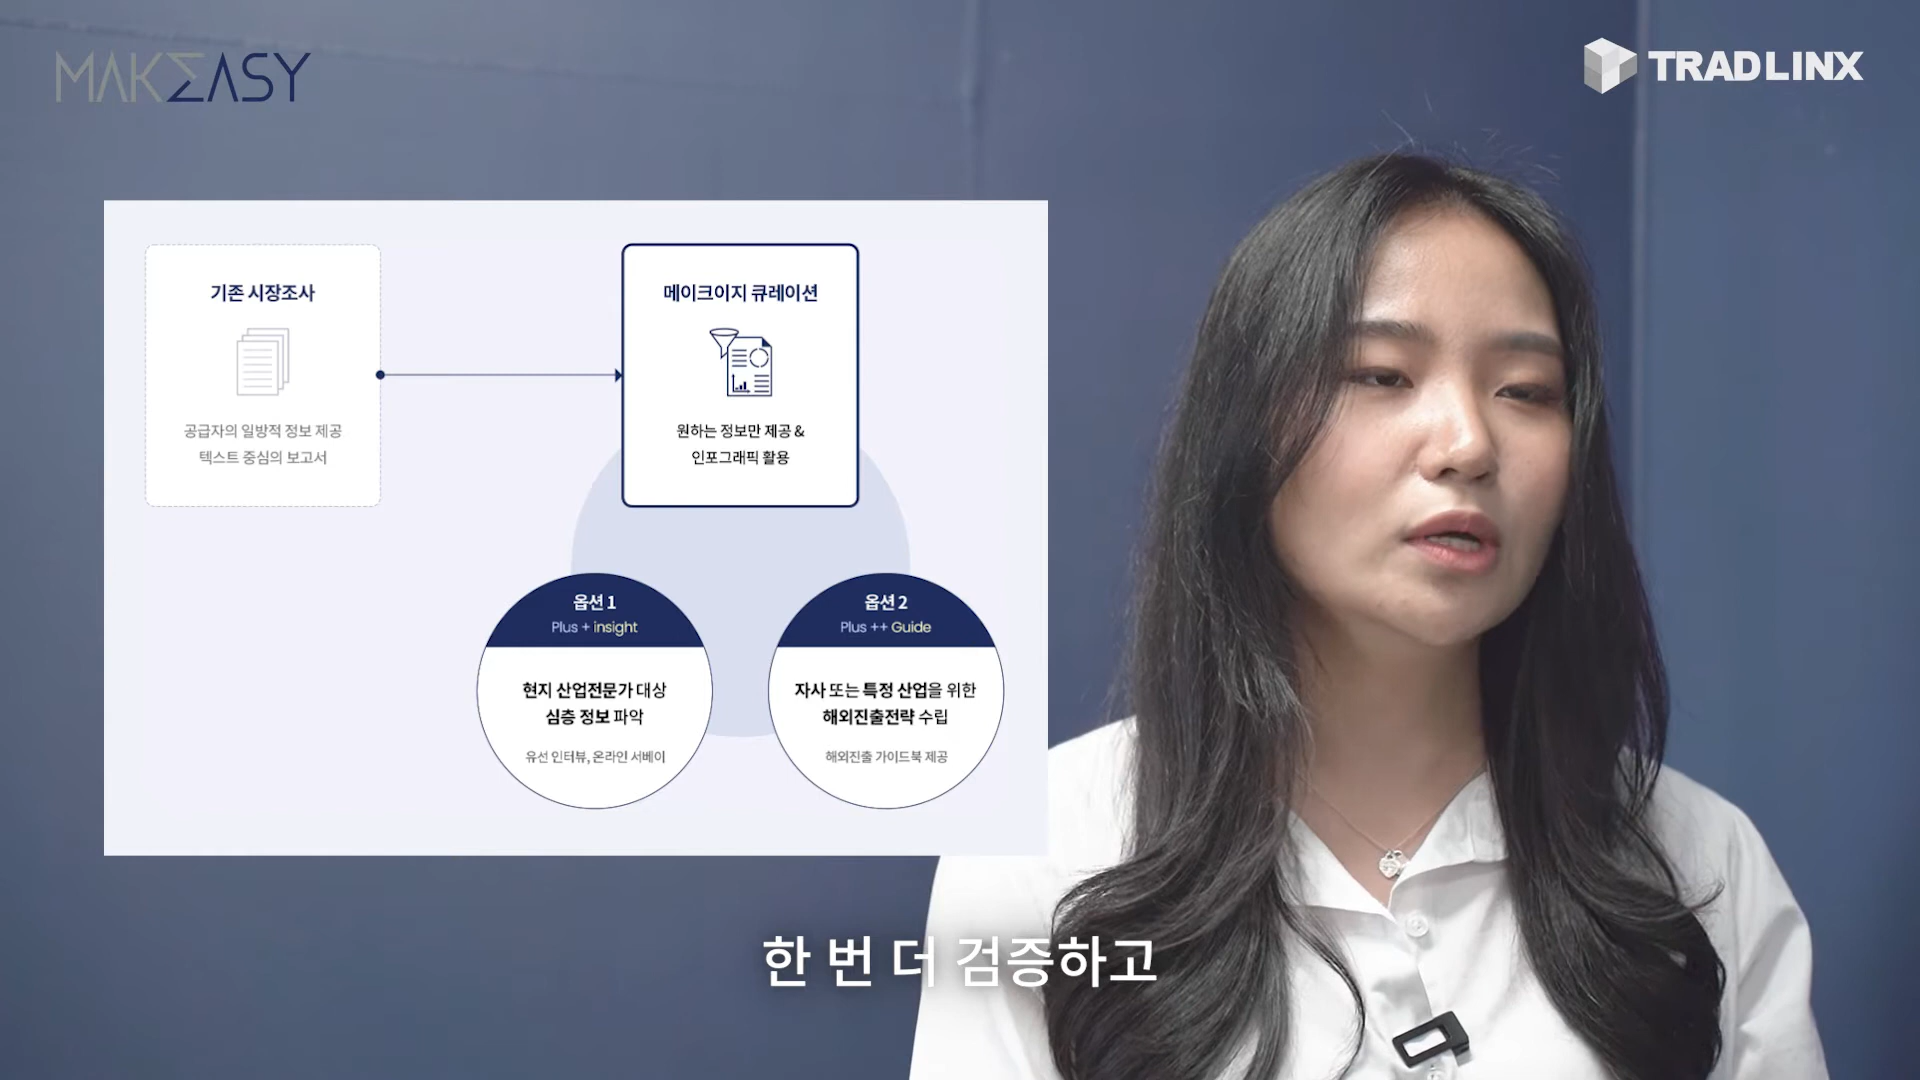 MAKEASY
TRADLINX
기존 시장조사
공급자의 일방적 정보 제공
텍스트 중심의 보고서
메이크이지 큐레이션
원하는 정보만 제공 &
인포그래픽 활용
옵션 1
Plus + insight
현지 산업전문가 대상
심층 정보 파악
유선 인터뷰, 온라인 서베이
옵션 2
Plus ++ Guide
자사 또는 특정 산업을 위한
해외진출전략 수립
해외진출 가이드북 제공
한 번 더 검증하고